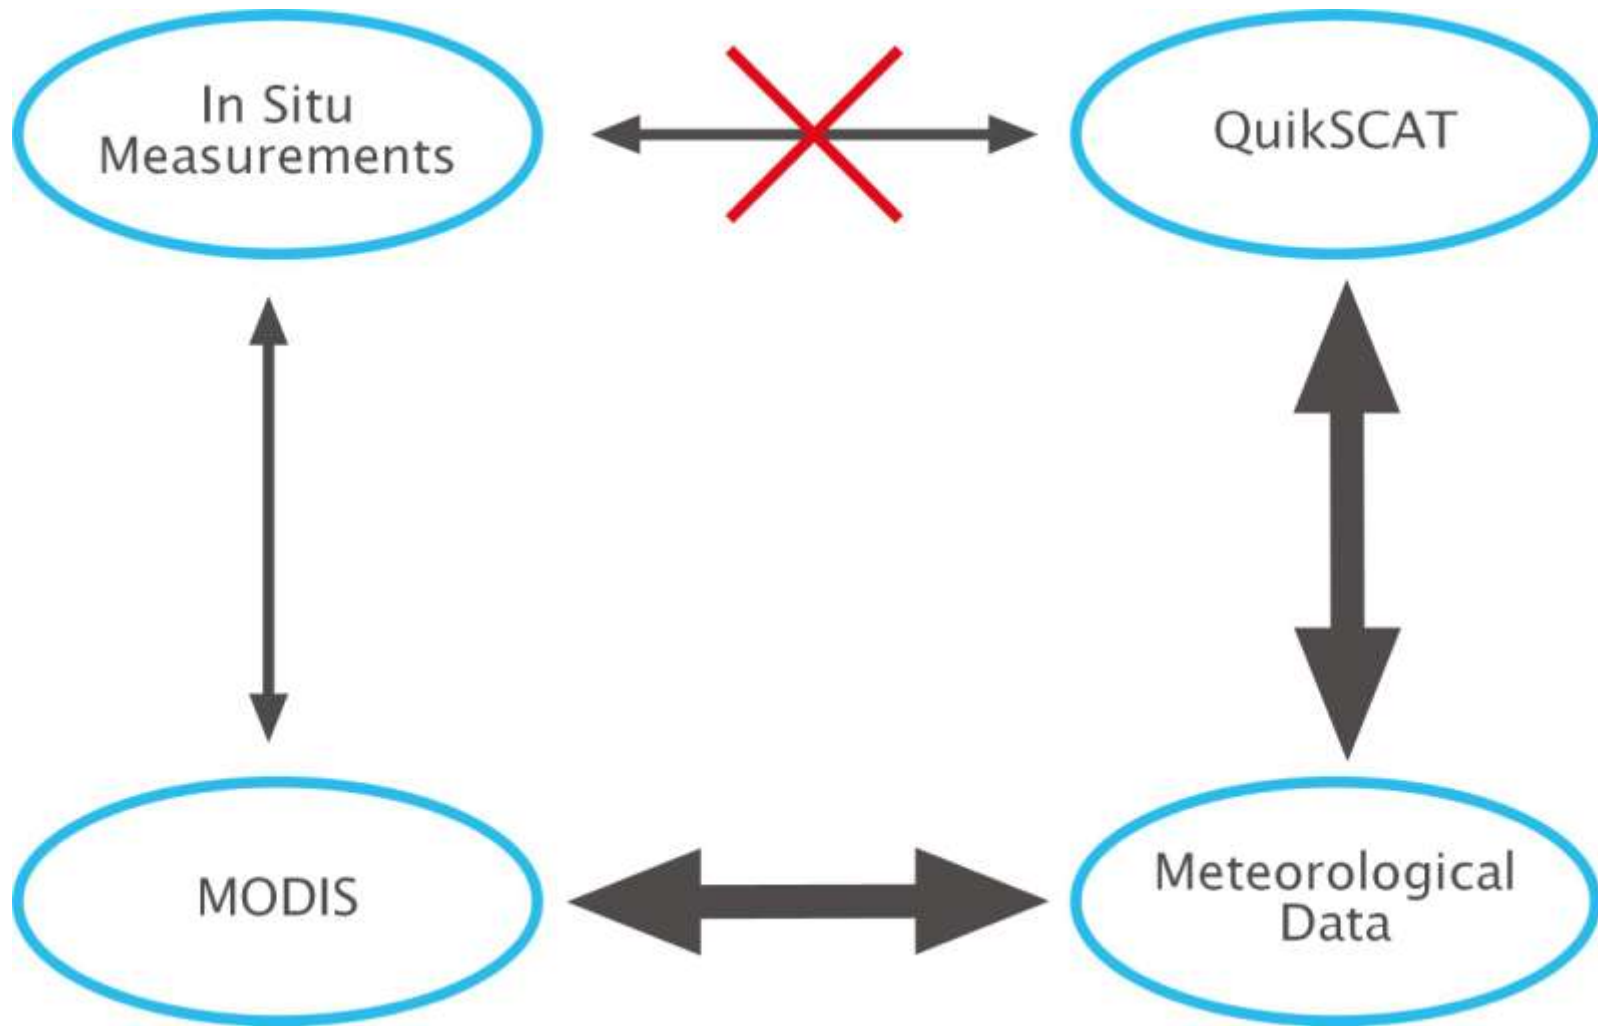 In Situ
Measurements
QuikSCAT
MODIS
Meteorological
Data